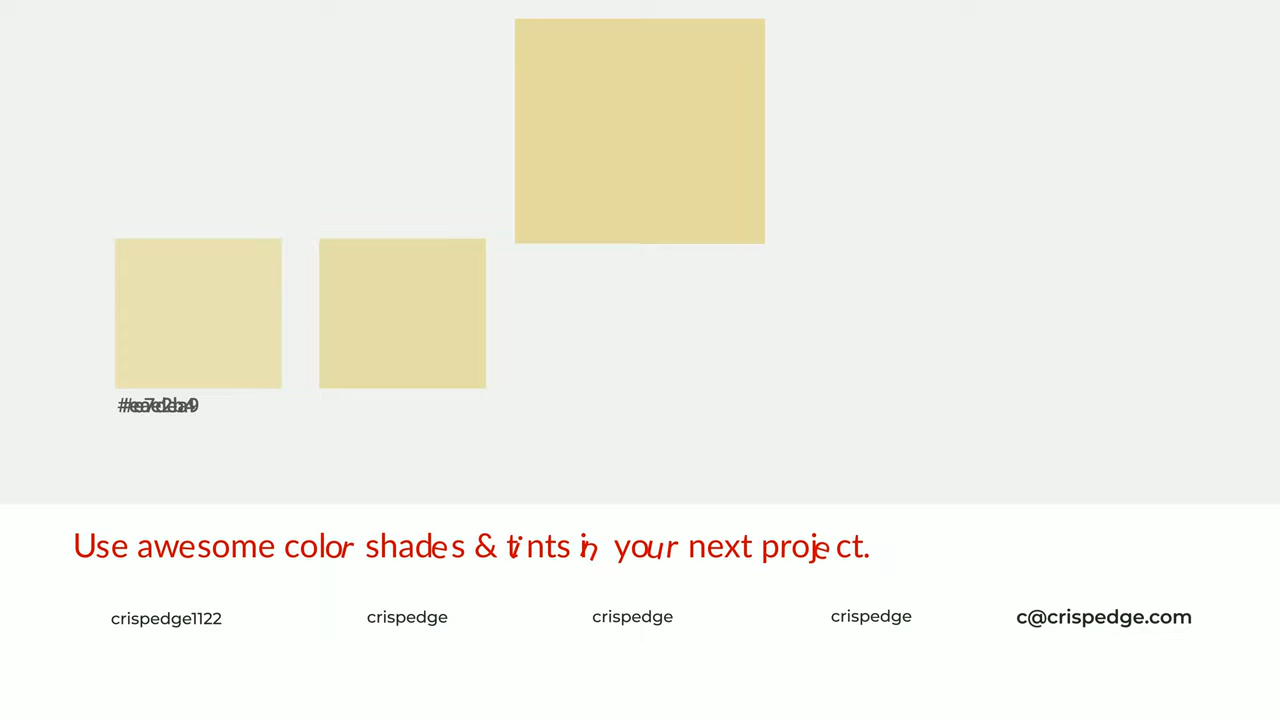 Use awesome color shades & tints in your next project.
crispedge1122 crispedge crispedge crispedge c@crispedge.com